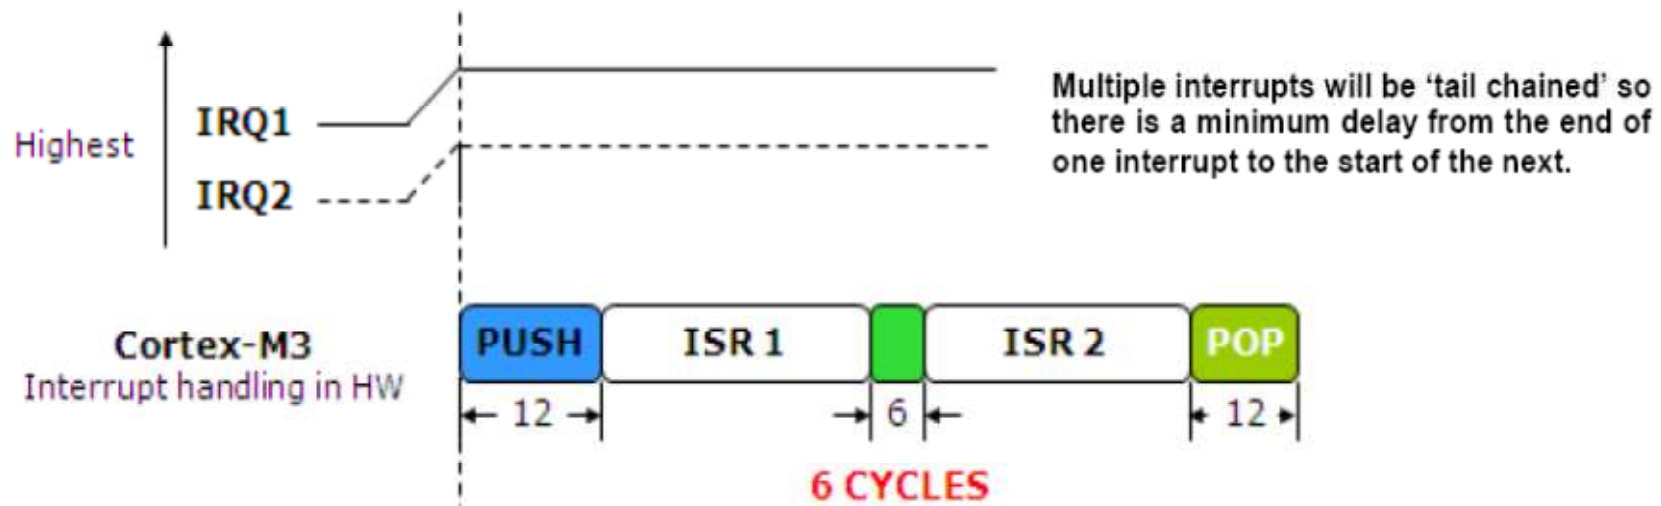 Highest
IRQ1
IRQ2
Multiple interrupts will be ‘tail chained’ so
there is a minimum delay from the end of
one interrupt to the start of the next.
Cortex-M3
Interrupt handling in HW
PUSH
ISR 1
ISR 2
POP
12
6
12
6 CYCLES